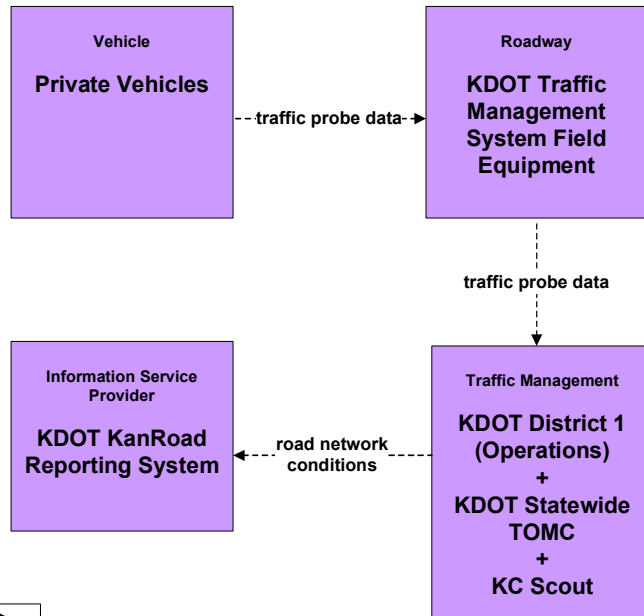 Vehicle
Private Vehicles
traffic probe data
Roadway
KDOT Traffic
Management
System Field
Equipment
traffic probe data
Information Service
Provider
KDOT KanRoad
Reporting System
road network
conditions
Traffic Management
KDOT District 1
(Operations)
+
KDOT Statewide
TOMC
+
KC Scout